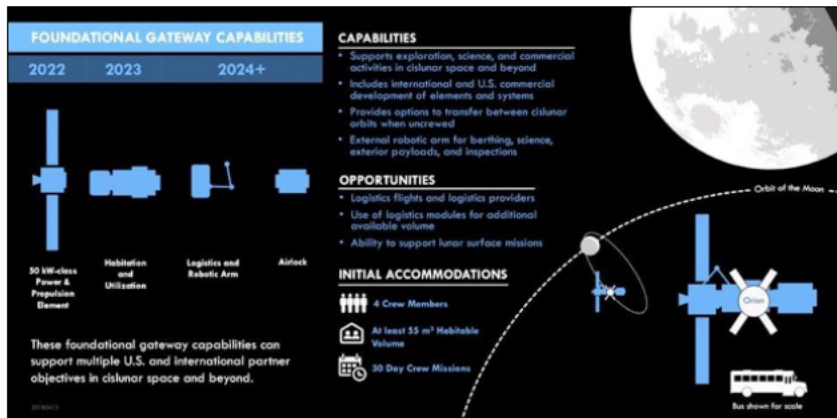 FOUNDATIONAL GATEWAY CAPABILITIES
2022
2023
2024+
50 kW-class
Power &
Propulsion
Element
Habitation
and
Utilization
Logistics and
Robotic Arm
Airlock
These foundational gateway capabilities can
support multiple U.S. and international partner
objectives in cislunar space and beyond.
CAPABILITIES
• Supports exploration, science, and commercial
activities in cislunar space and beyond
• Includes international and U.S. commercial
development of elements and systems
• Provides options to transfer between cislunar
orbits when uncrewed
• External robotic arm for berthing, science,
exterior payloads, and inspections
OPPORTUNITIES
• Logistics flights and logistics providers
• Use of logistics modules for additional
available volume
• Ability to support lunar surface missions
INITIAL ACCOMMODATIONS
4 Crew Members
At least 55 m³ Habitable
Volume
30 Day Crew Missions
Orbit of the Moon
Orion
Bus shown for scale